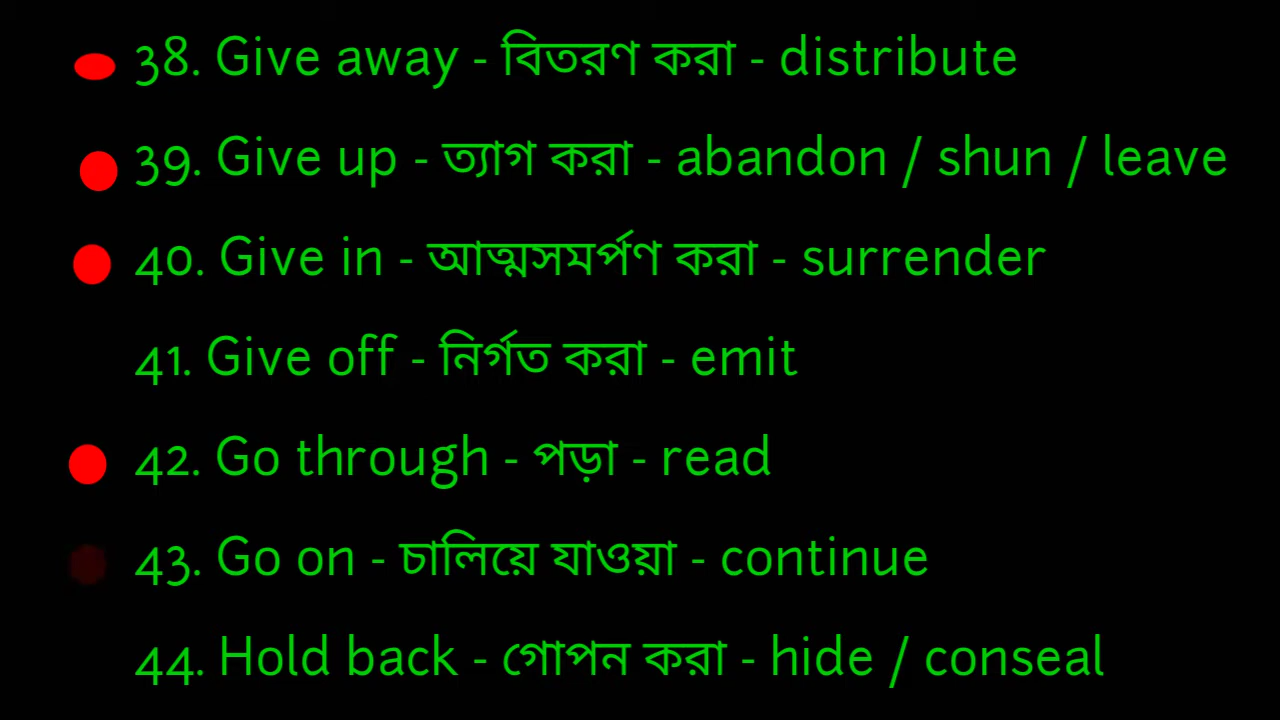 38. Give away - বিতরণ করা - distribute
39. Give up - ত্যাগ করা - abandon / shun / leave
40. Give in - আত্মসমর্পণ করা - surrender
41. Give off - নির্গত করা - emit
42. Go through - পড়া - read
43. Go on - চালিয়ে যাওয়া - continue
44. Hold back - গোপন করা - hide / conseal